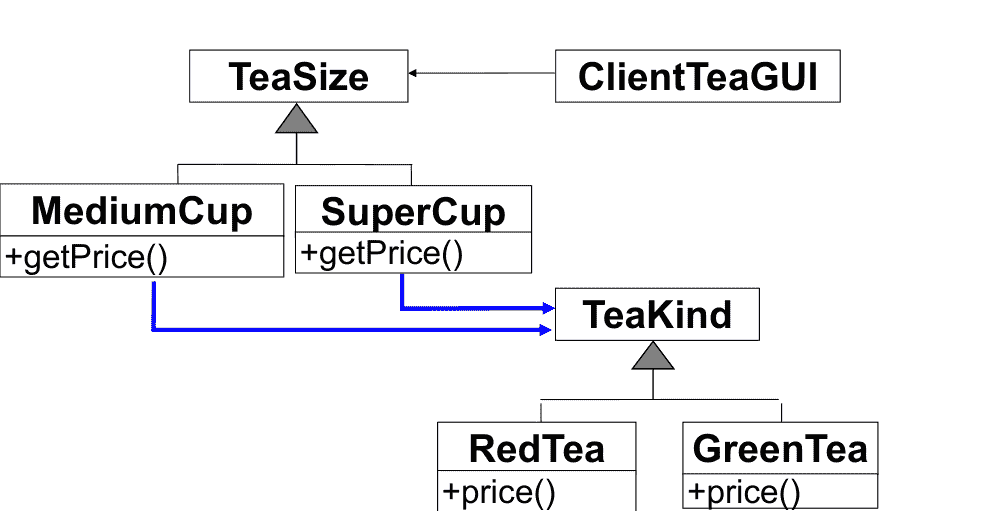 TeaSize
ClientTeaGUI
MediumCup
+getPrice()
SuperCup
+getPrice()
TeaKind
RedTea
+price()
GreenTea
+price()